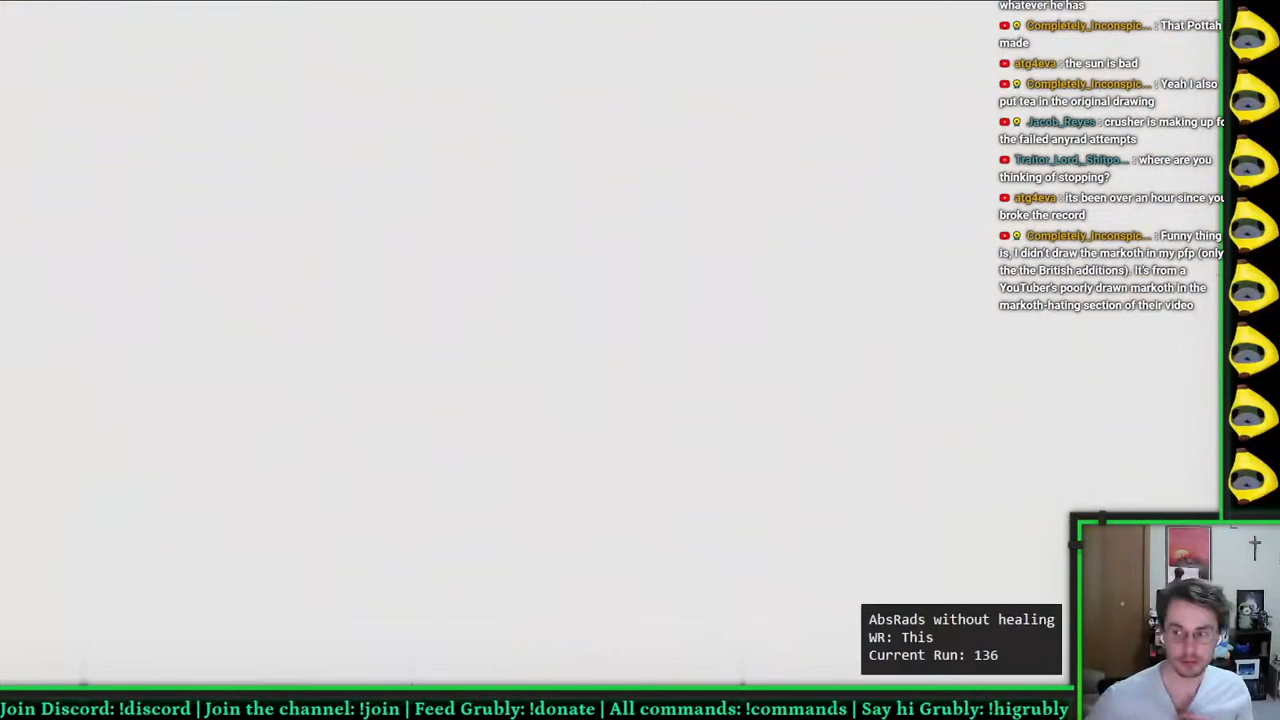 whatever he has
Completely_Inconspic... : That Pottah
made
atg4eva : the sun is bad
Completely_Inconspic... : Yeah I also
put tea in the original drawing
Jacob_Reyes : crusher is making up fo
the failed anyrad attempts
Traitor_Lord,_Shitpo... : where are you
thinking of stopping?
atg4eva : its been over an hour since you
broke the record
Completely_Inconspic... : Funny thing
is, I didn't draw the markoth in my pfp (only
the the British additions). It's from a
YouTuber's poorly drawn markoth in the
markoth-hating section of their video
AbsRads without healing
WR: This
Current Run: 136
Join Discord: !discord | Join the channel: !join | Feed Grubly: !donate | All commands: !commands | Say hi Grubly: !higrubly